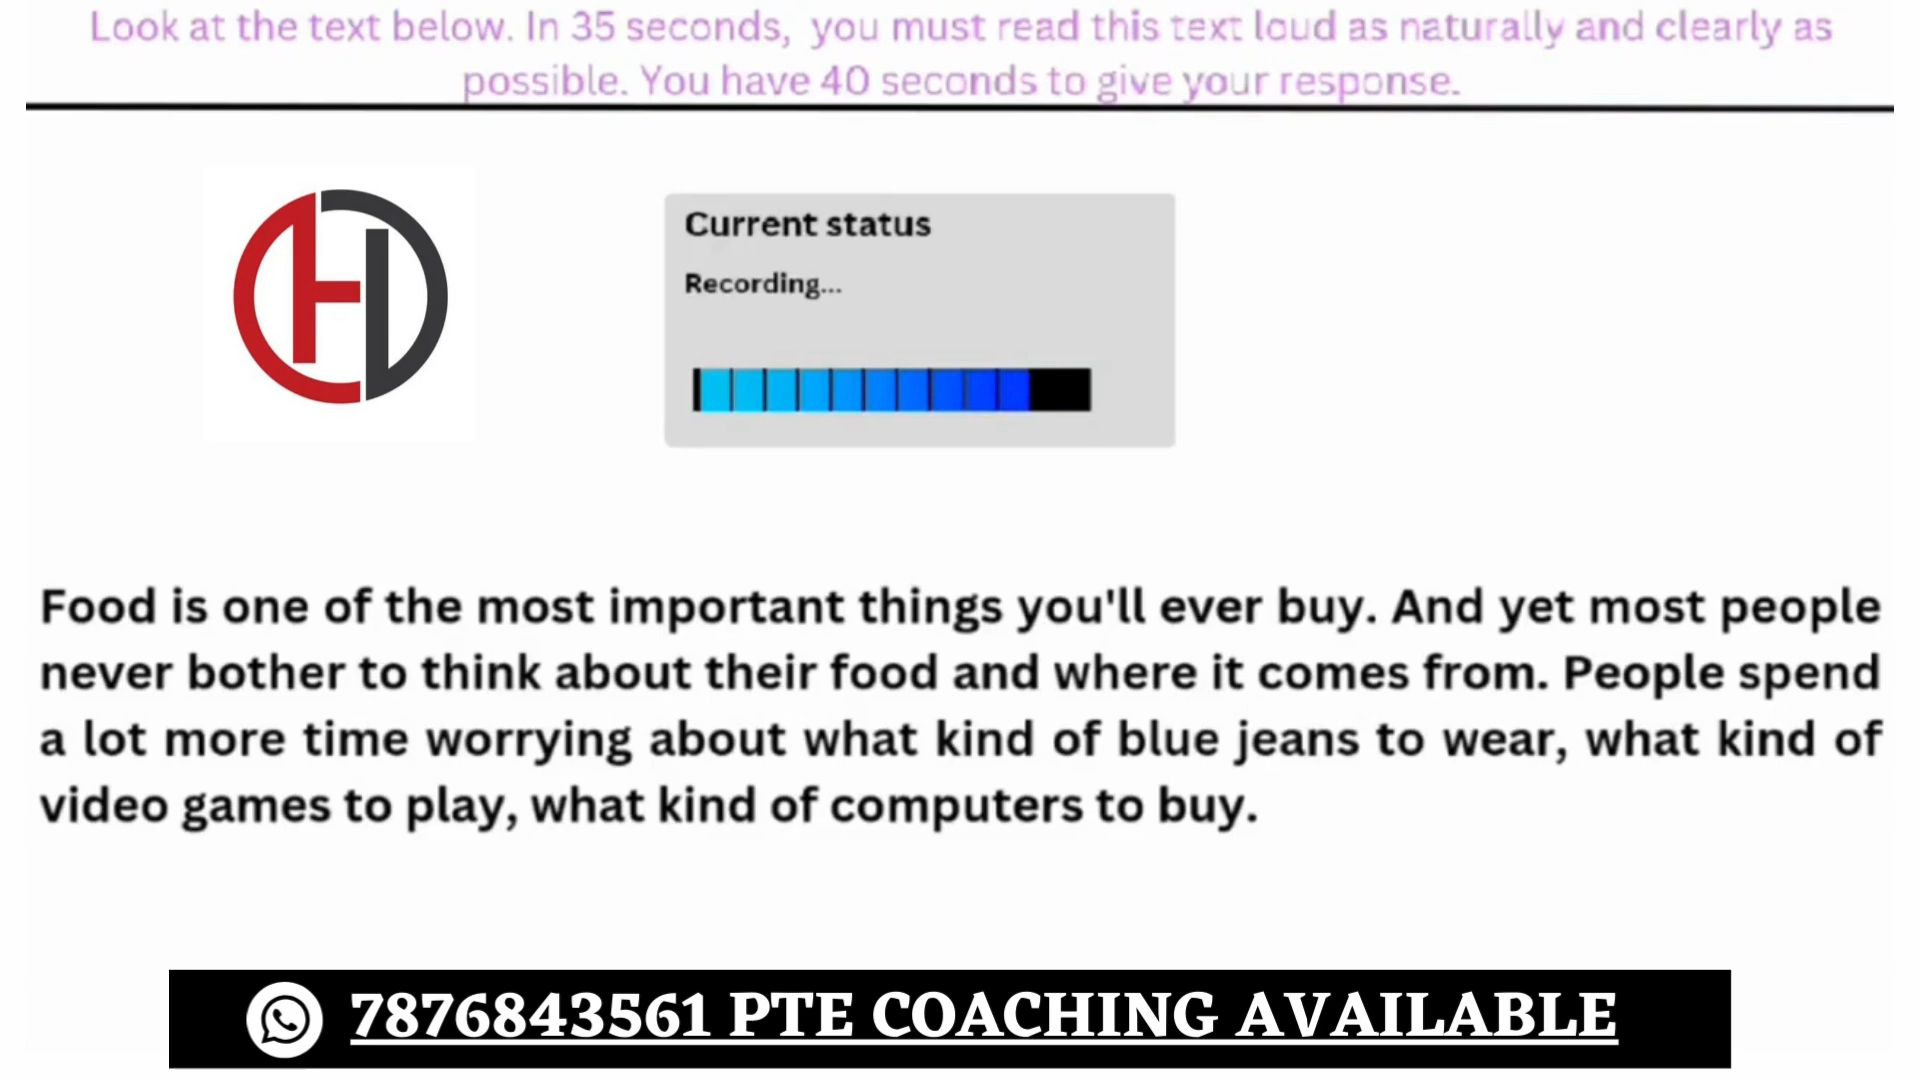 Look at the text below. In 35 seconds, you must read this text loud as naturally and clearly as
possible. You have 40 seconds to give your response.
Current status
Recording...
Food is one of the most important things you'll ever buy. And yet most people
never bother to think about their food and where it comes from. People spend
a lot more time worrying about what kind of blue jeans to wear, what kind of
video games to play, what kind of computers to buy.
7876843561 PTE COACHING AVAILABLE